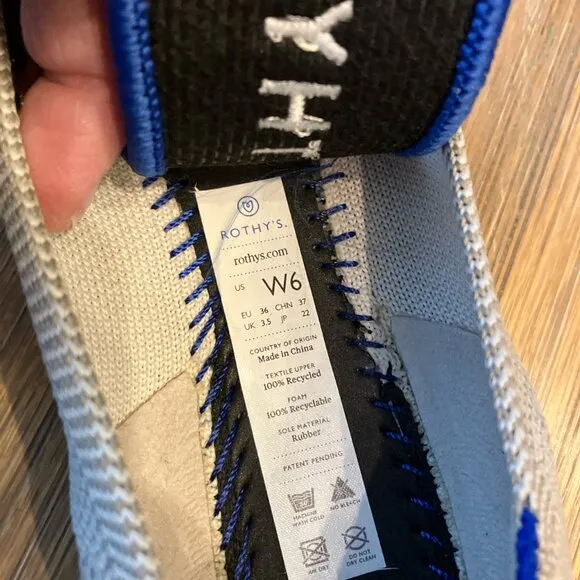 YHT
ROTHY'S.
rothys.com
US W6
EU 36 CHN 37
UK 3.5 JP 22
COUNTRY OF ORIGIN
Made in China
TEXTILE UPPER
100% Recycled
FOAM
100% Recyclable
SOLE MATERIAL
Rubber
PATENT PENDING
MACHINE
WASH COLD
NO BLEACH
AIR DRY
DO NOT
DRY CLEAN